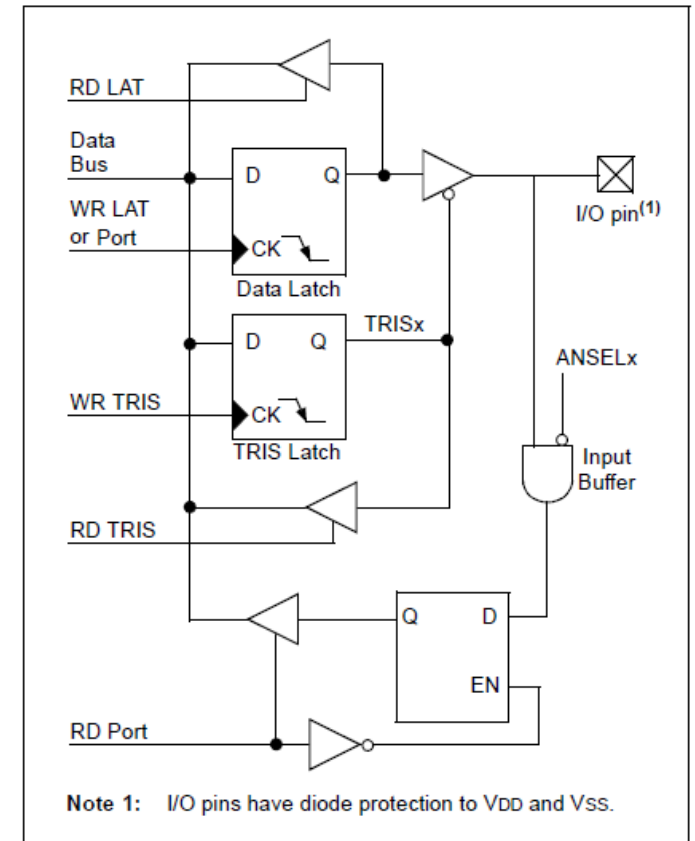 RD LAT
Data
Bus
D Q
WR LAT
or Port
CK
Data Latch
I/O pin(1)
D Q
TRISx
ANSELx
WR TRIS
CK
TRIS Latch
Input
Buffer
RD TRIS
Q D
EN
RD Port
Note 1: I/O pins have diode protection to VDD and VSS.